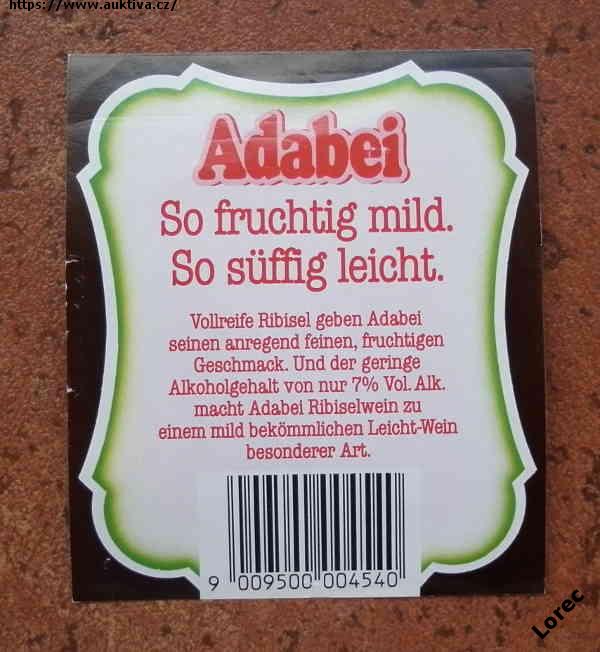 https://www.auktiva.cz/
Adabei
So fruchtig mild.
So süffig leicht.
Vollreife Ribisel geben Adabei
seinen anregend feinen, fruchtigen
Geschmack. Und der geringe
Alkoholgehalt von nur 7% Vol. Alk.
macht Adabei Ribiselwein zu
einem mild bekömmlichen Leicht-Wein
besonderer Art.
9 009500 004540
Lorec